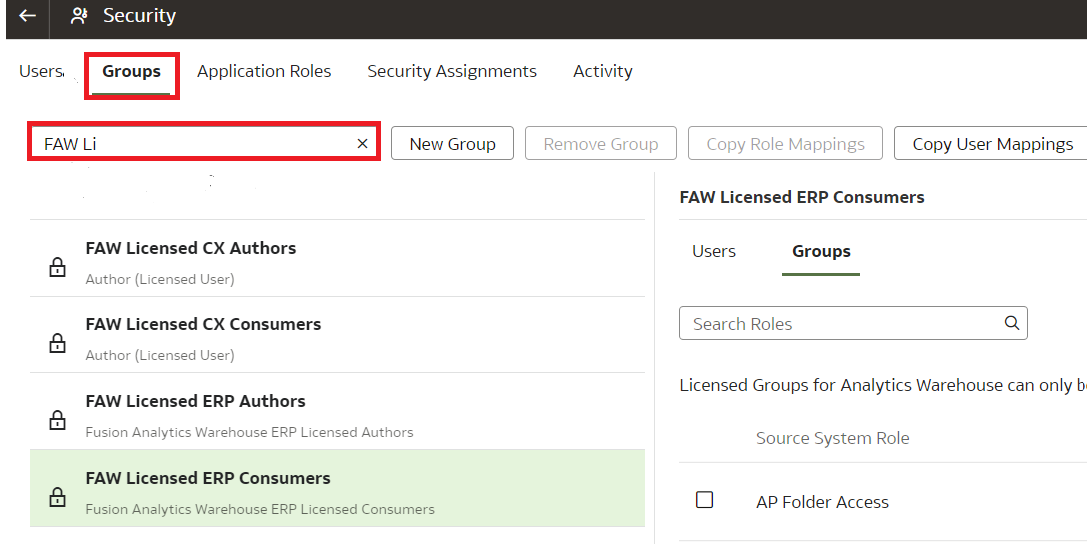 Security
Users Groups Application Roles Security Assignments Activity
FAW Li × New Group Remove Group Copy Role Mappings Copy User Mappings
FAW Licensed ERP Consumers
Users Groups
Search Roles
Licensed Groups for Analytics Warehouse can only
Source System Role
AP Folder Access
FAW Licensed CX Authors
Author (Licensed User)
FAW Licensed CX Consumers
Author (Licensed User)
FAW Licensed ERP Authors
Fusion Analytics Warehouse ERP Licensed Authors
FAW Licensed ERP Consumers
Fusion Analytics Warehouse ERP Licensed Consumers